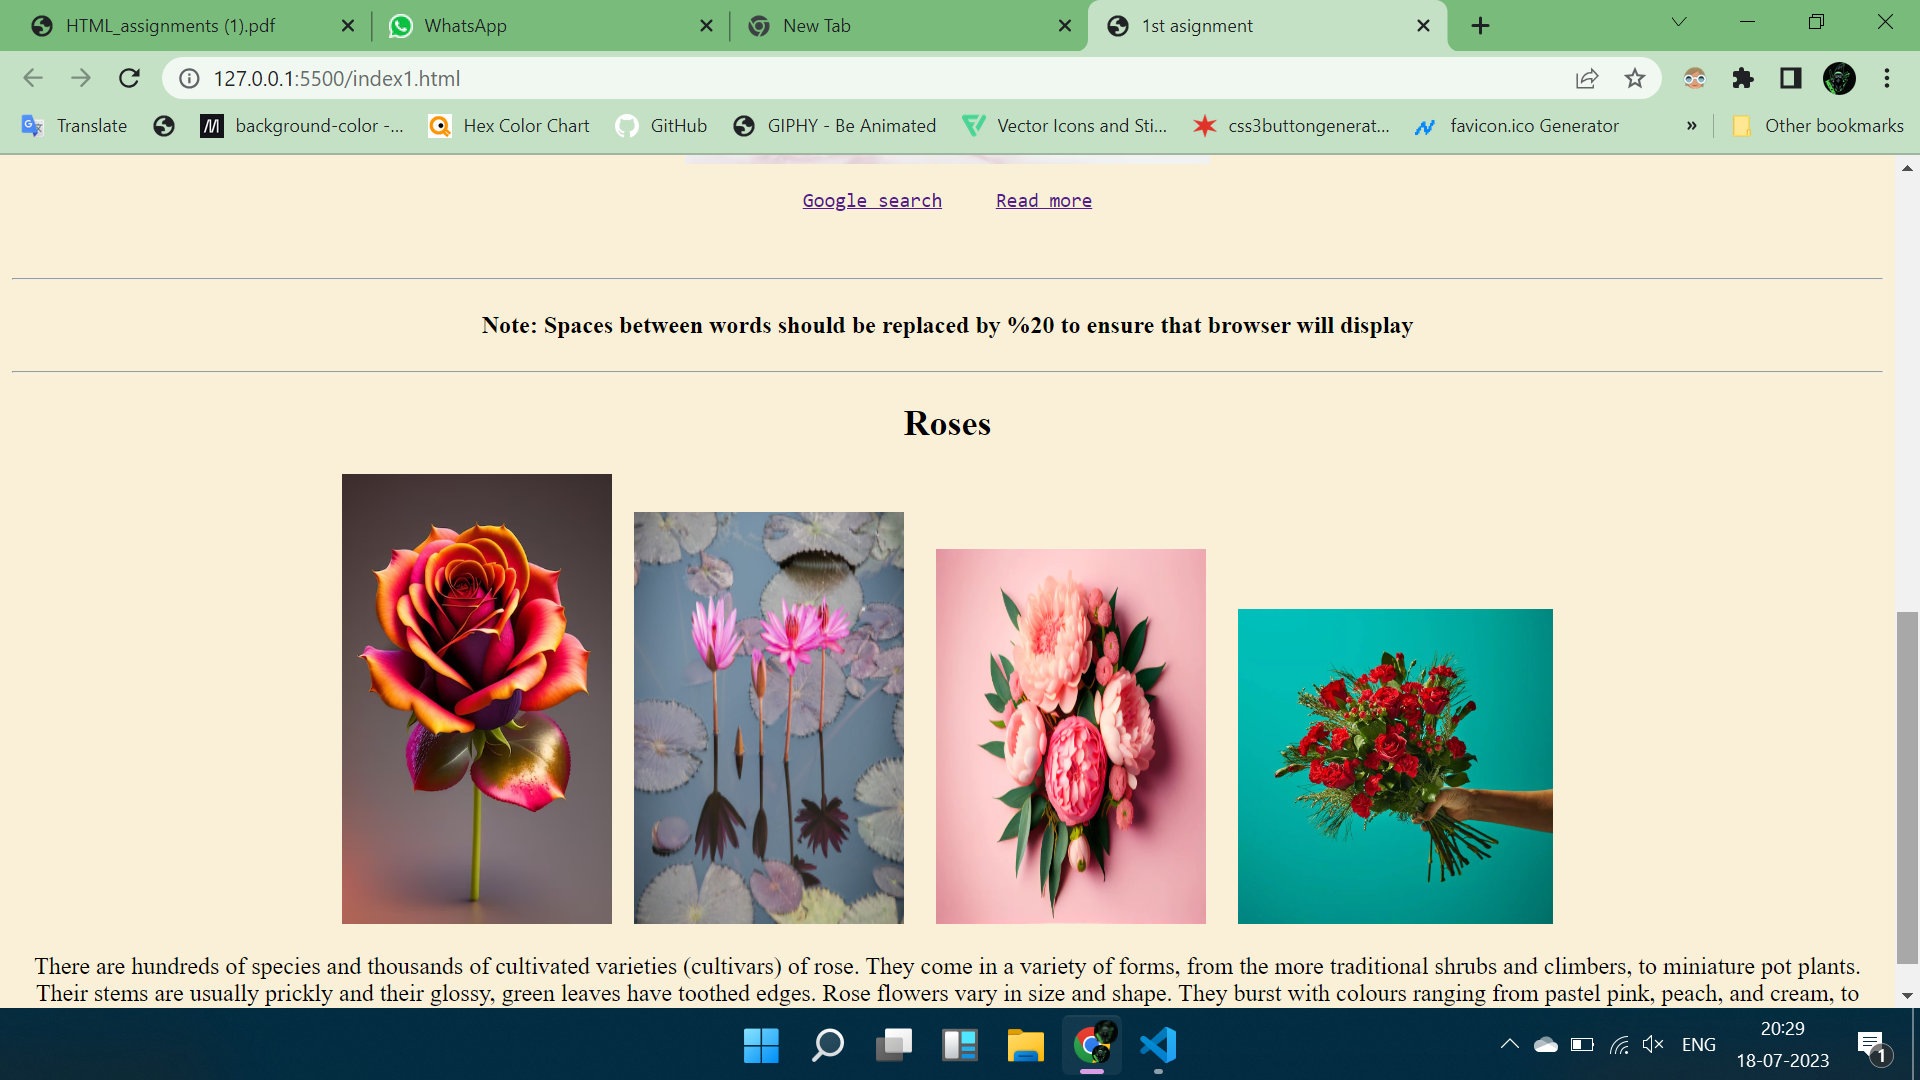 HTML_assignments (1).pdf
WhatsApp
New Tab
1st asignment
127.0.0.1:5500/index1.html
Translate
background-color -...
Hex Color Chart
GitHub
GIPHY - Be Animated
Vector Icons and Sti...
css3buttongenerat...
favicon.ico Generator
»
Other bookmarks
Google search
Read more
Note: Spaces between words should be replaced by %20 to ensure that browser will display
Roses
There are hundreds of species and thousands of cultivated varieties (cultivars) of rose. They come in a variety of forms, from the more traditional shrubs and climbers, to miniature pot plants.
Their stems are usually prickly and their glossy, green leaves have toothed edges. Rose flowers vary in size and shape. They burst with colours ranging from pastel pink, peach, and cream, to
ENG
20:29
18-07-2023
1